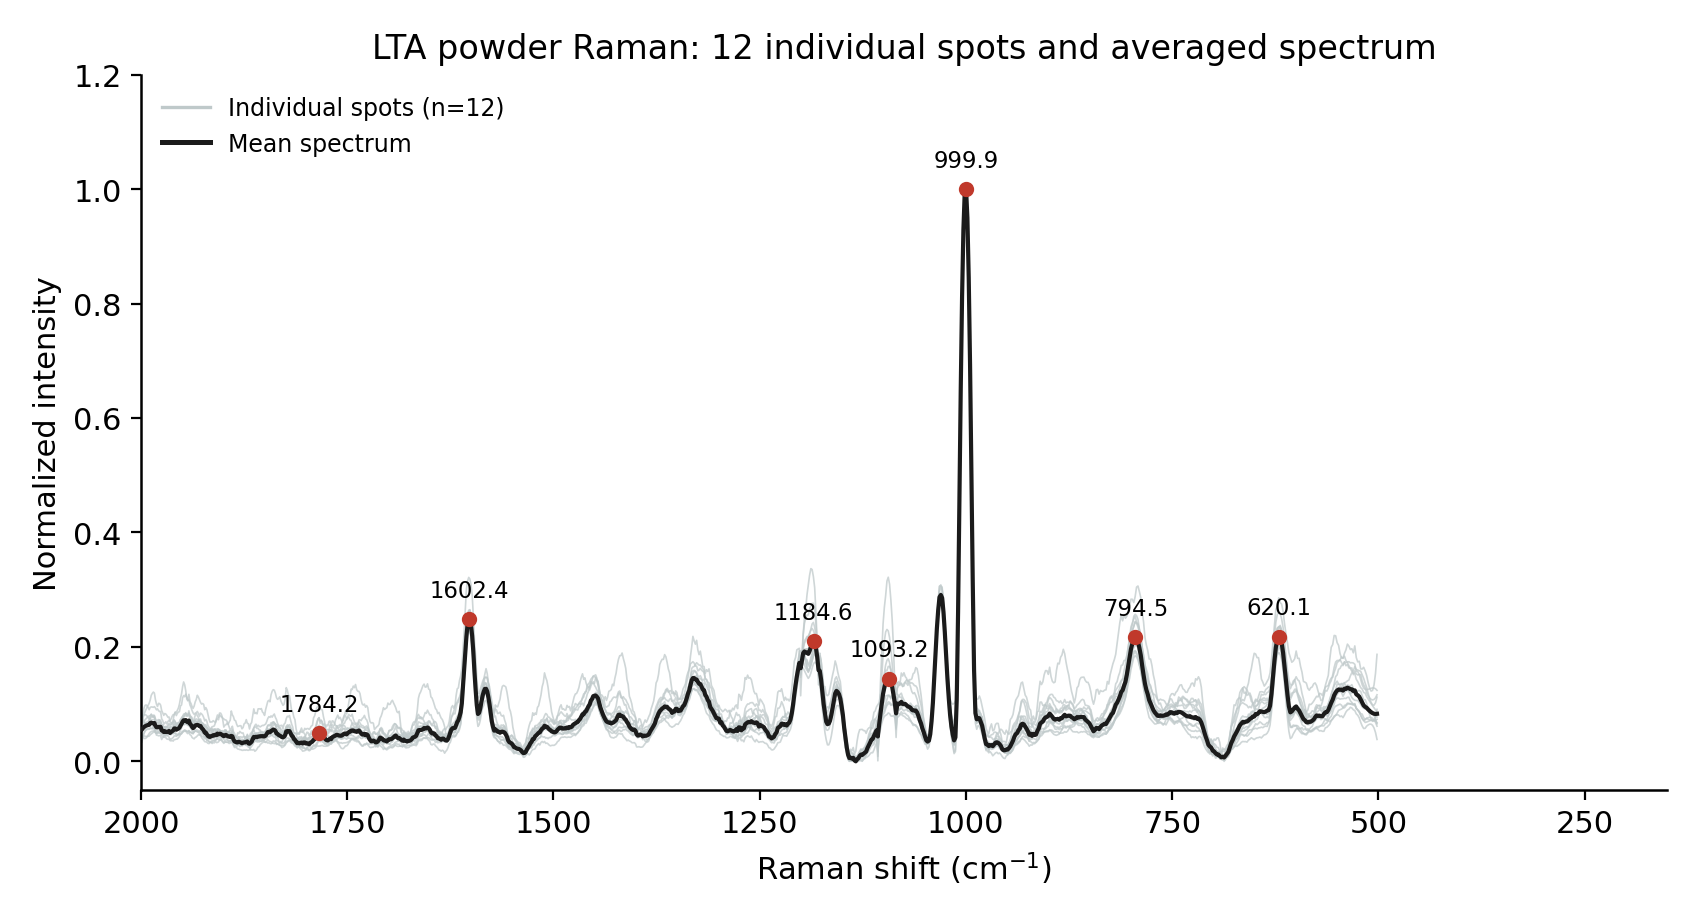 LTA powder Raman: 12 individual spots and averaged spectrum
Individual spots (n=12)
Mean spectrum
Normalized intensity
1.2
1.0
0.8
0.6
0.4
0.2
0.0
1784.2
1602.4
1184.6
1093.2
999.9
794.5
620.1
2000 1750 1500 1250 1000 750 500 250
Raman shift (cm⁻¹)